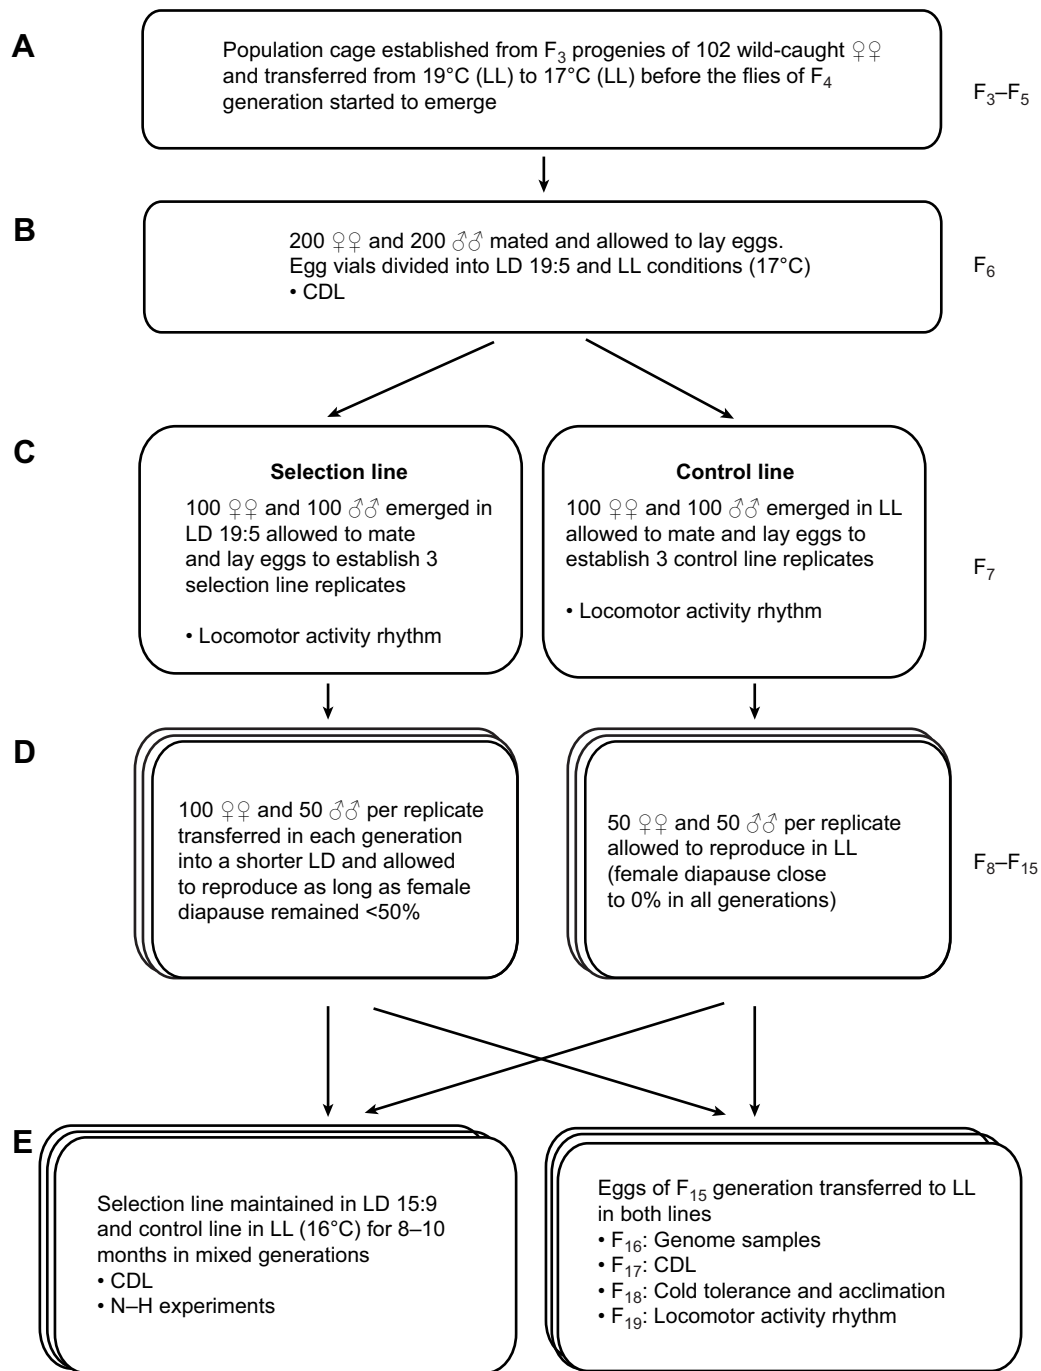 A
Population cage established from F₃ progenies of 102 wild-caught ♀♀
and transferred from 19°C (LL) to 17°C (LL) before the flies of F₄
generation started to emerge
F₃–F₅
B
200 ♀♀ and 200 ♂♂ mated and allowed to lay eggs.
Egg vials divided into LD 19:5 and LL conditions (17°C)
• CDL
F₆
C
Selection line
100 ♀♀ and 100 ♂♂ emerged in
LD 19:5 allowed to mate
and lay eggs to establish 3
selection line replicates
• Locomotor activity rhythm
Control line
100 ♀♀ and 100 ♂♂ emerged in LL
allowed to mate and lay eggs to
establish 3 control line replicates
• Locomotor activity rhythm
F₇
D
100 ♀♀ and 50 ♂♂ per replicate
transferred in each generation
into a shorter LD and allowed
to reproduce as long as female
diapause remained <50%
50 ♀♀ and 50 ♂♂ per replicate
allowed to reproduce in LL
(female diapause close
to 0% in all generations)
F₈–F₁₅
E
Selection line maintained in LD 15:9
and control line in LL (16°C) for 8–10
months in mixed generations
• CDL
• N–H experiments
Eggs of F₁₅ generation transferred to LL
in both lines
• F₁₆: Genome samples
• F₁₇: CDL
• F₁₈: Cold tolerance and acclimation
• F₁₉: Locomotor activity rhythm